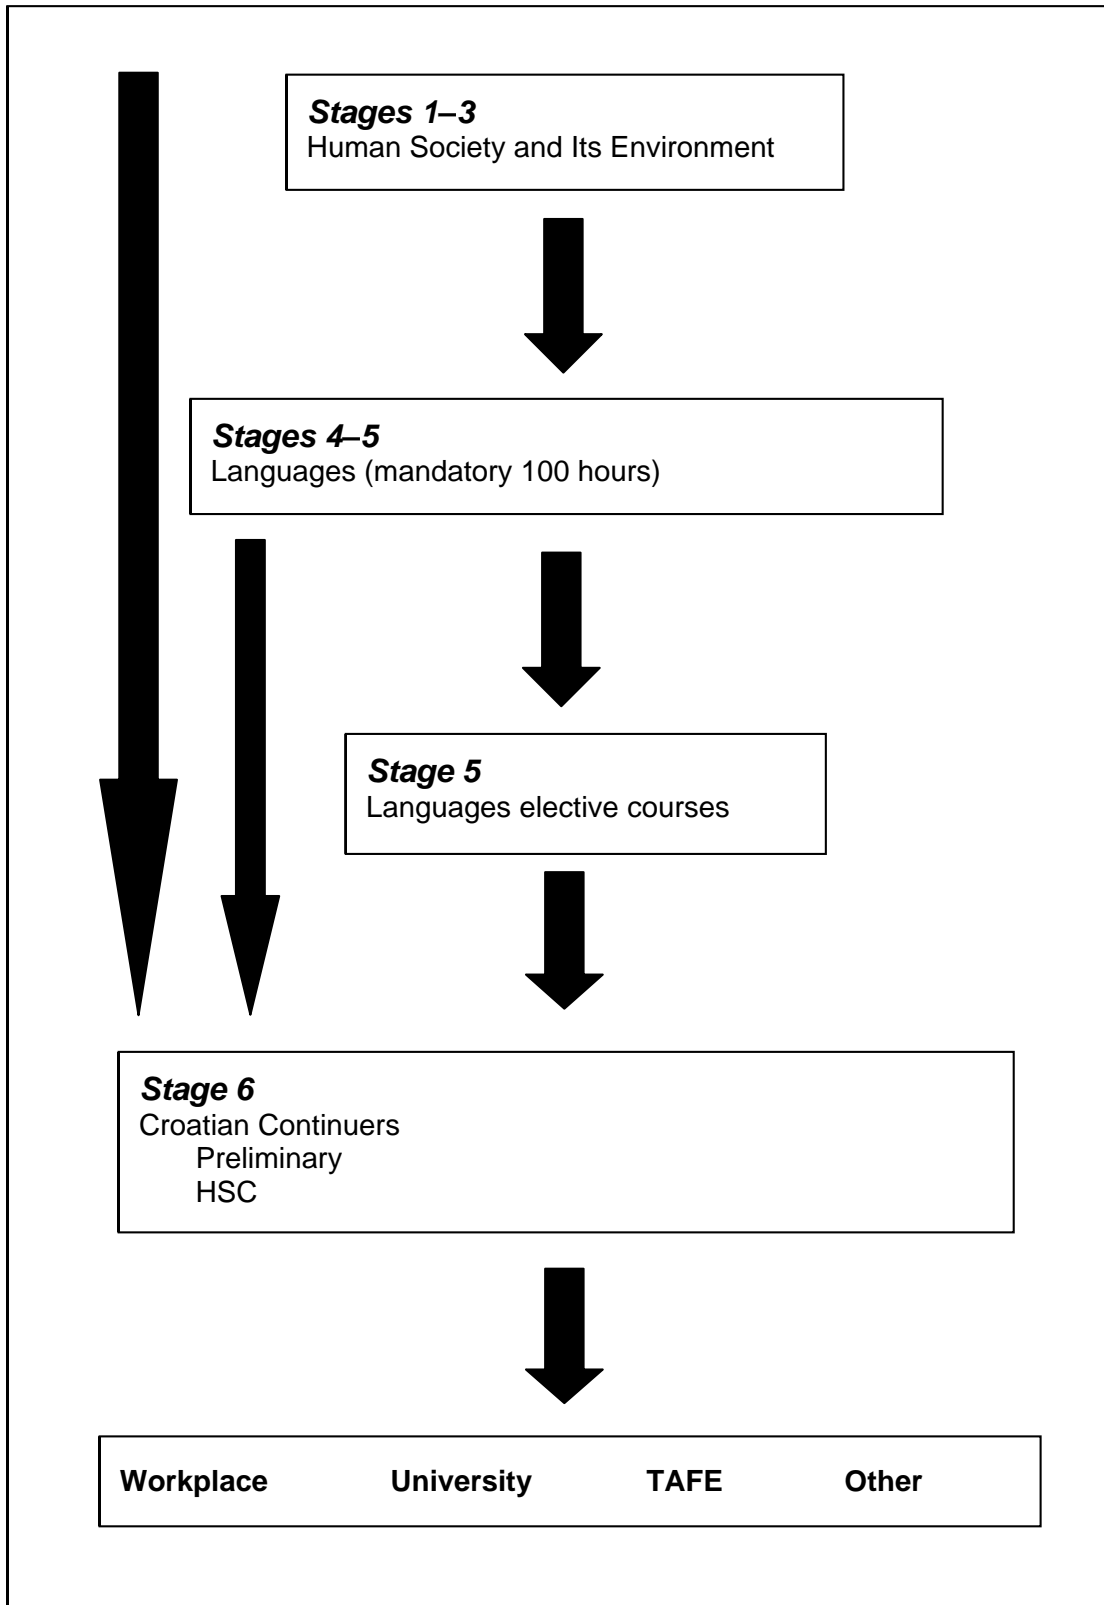 Stages 1–3
Human Society and Its Environment
Stages 4–5
Languages (mandatory 100 hours)
Stage 5
Languages elective courses
Stage 6
Croatian Continuers
Preliminary
HSC
Workplace University TAFE Other